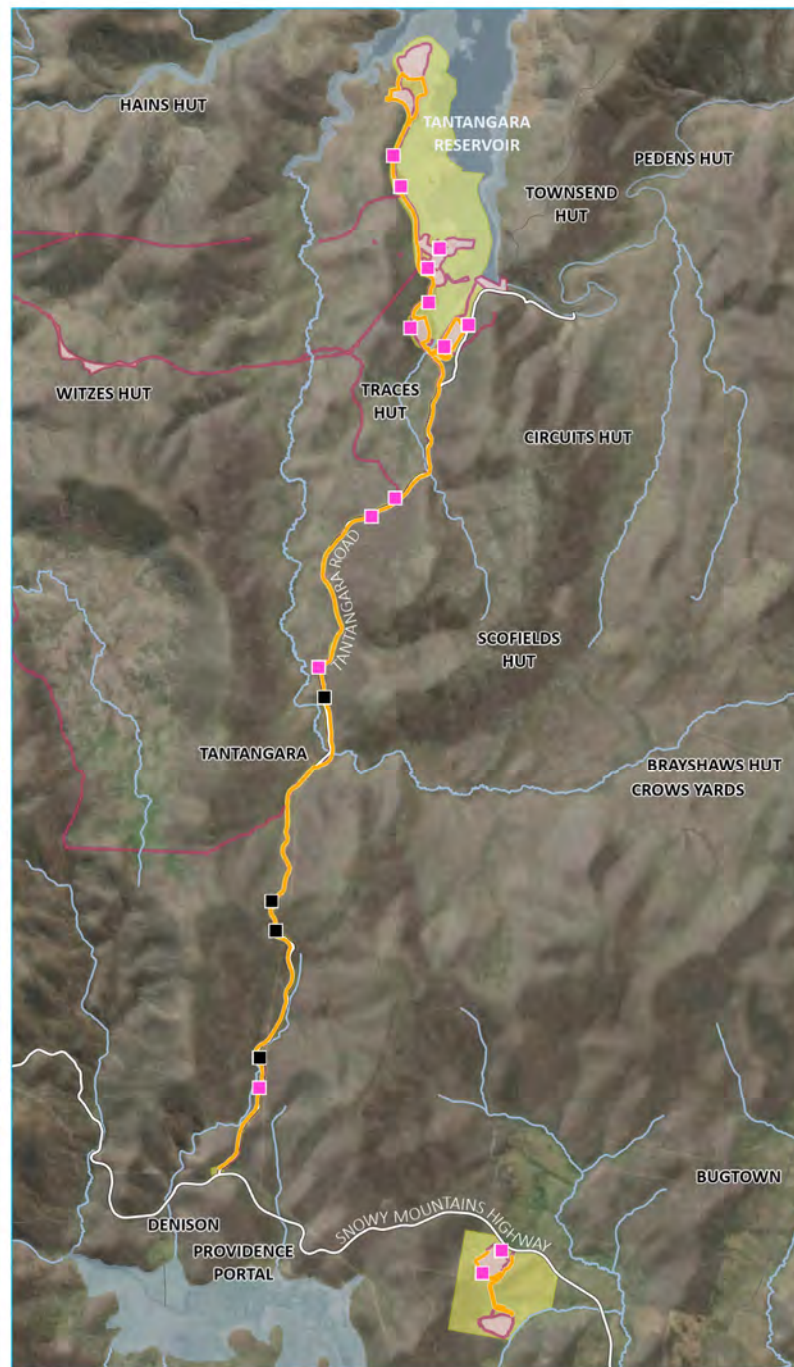 HAINS HUT
TANTANGARA
RESERVOIR
PEDENS HUT
TOWNSEND
HUT
WITZES HUT
TRACES
HUT
CIRCUITS HUT
TANTANGARA ROAD
SCOFIELDS
HUT
TANTANGARA
BRAYSHAWS HUT
CROWS YARDS
BUGTOWN
DENISON
SNOWY MOUNTAINS HIGHWAY
PROVIDENCE
PORTAL